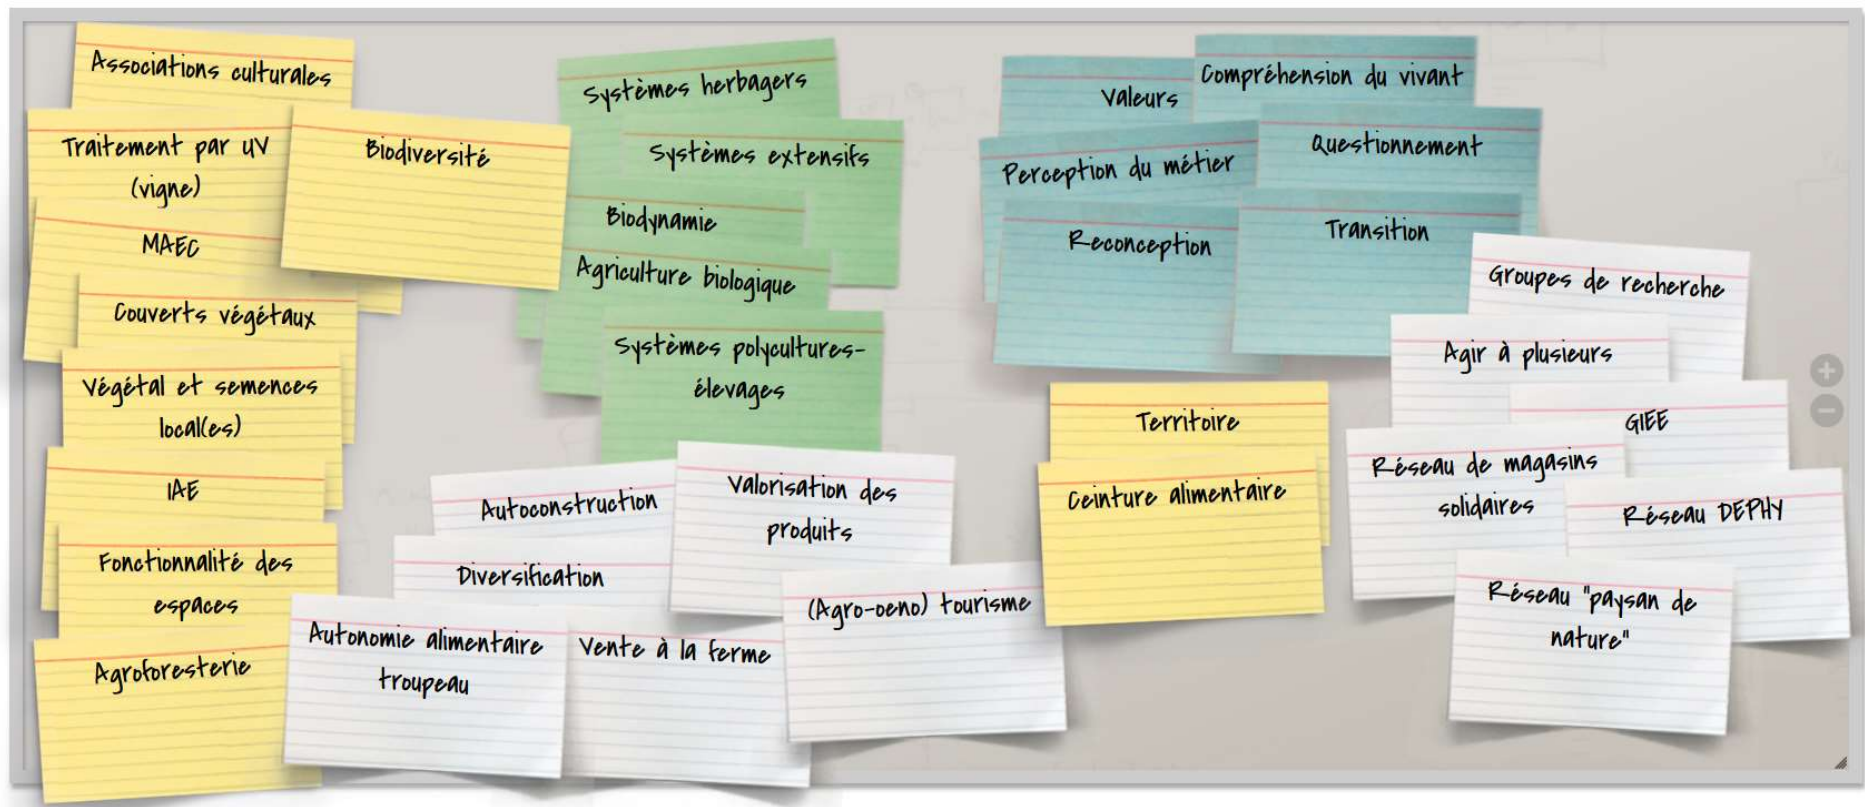 Associations culturales
Traitement par UV
(vigne)
Biodiversité
MAEC
Couverts végétaux
Végétal et semences
local(es)
IAE
Fonctionnalité des
espaces
Agroforesterie
Systèmes herbagers
Systèmes extensifs
Biodynamie
Agriculture biologique
Systèmes polycultures-
élevages
Autoconstruction
Valorisation des
produits
Diversification
Autonomie alimentaire
troupeau
Vente à la ferme
(Agro-oeno) tourisme
Valeurs
Compréhension du vivant
Perception du métier
Questionnement
Reconception
Transition
Territoire
Ceinture alimentaire
Groupes de recherche
Agir à plusieurs
GIEE
Réseau de magasins
solidaires
Réseau DEPHY
Réseau "paysan de
nature"